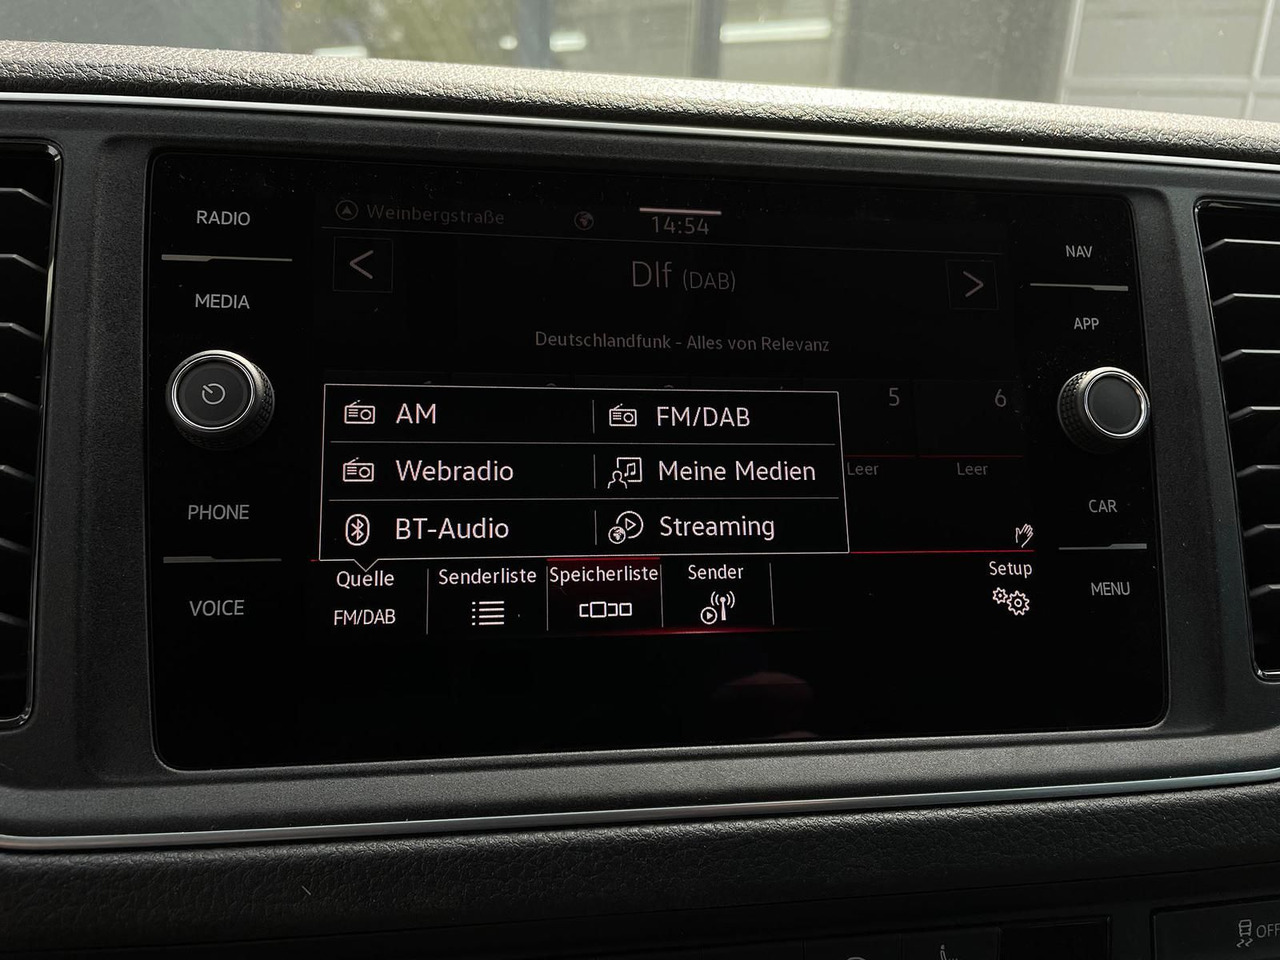 RADIO
MEDIA
PHONE
VOICE
Weinbergstraße
14:54
Dlf (DAB)
Deutschlandfunk - Alles von Relevanz
5
6
Leer
Leer
AM
FM/DAB
Webradio
Meine Medien
BT-Audio
Streaming
Quelle
FM/DAB
Senderliste
Speicherliste
Sender
Setup
NAV
APP
CAR
MENU
OFF